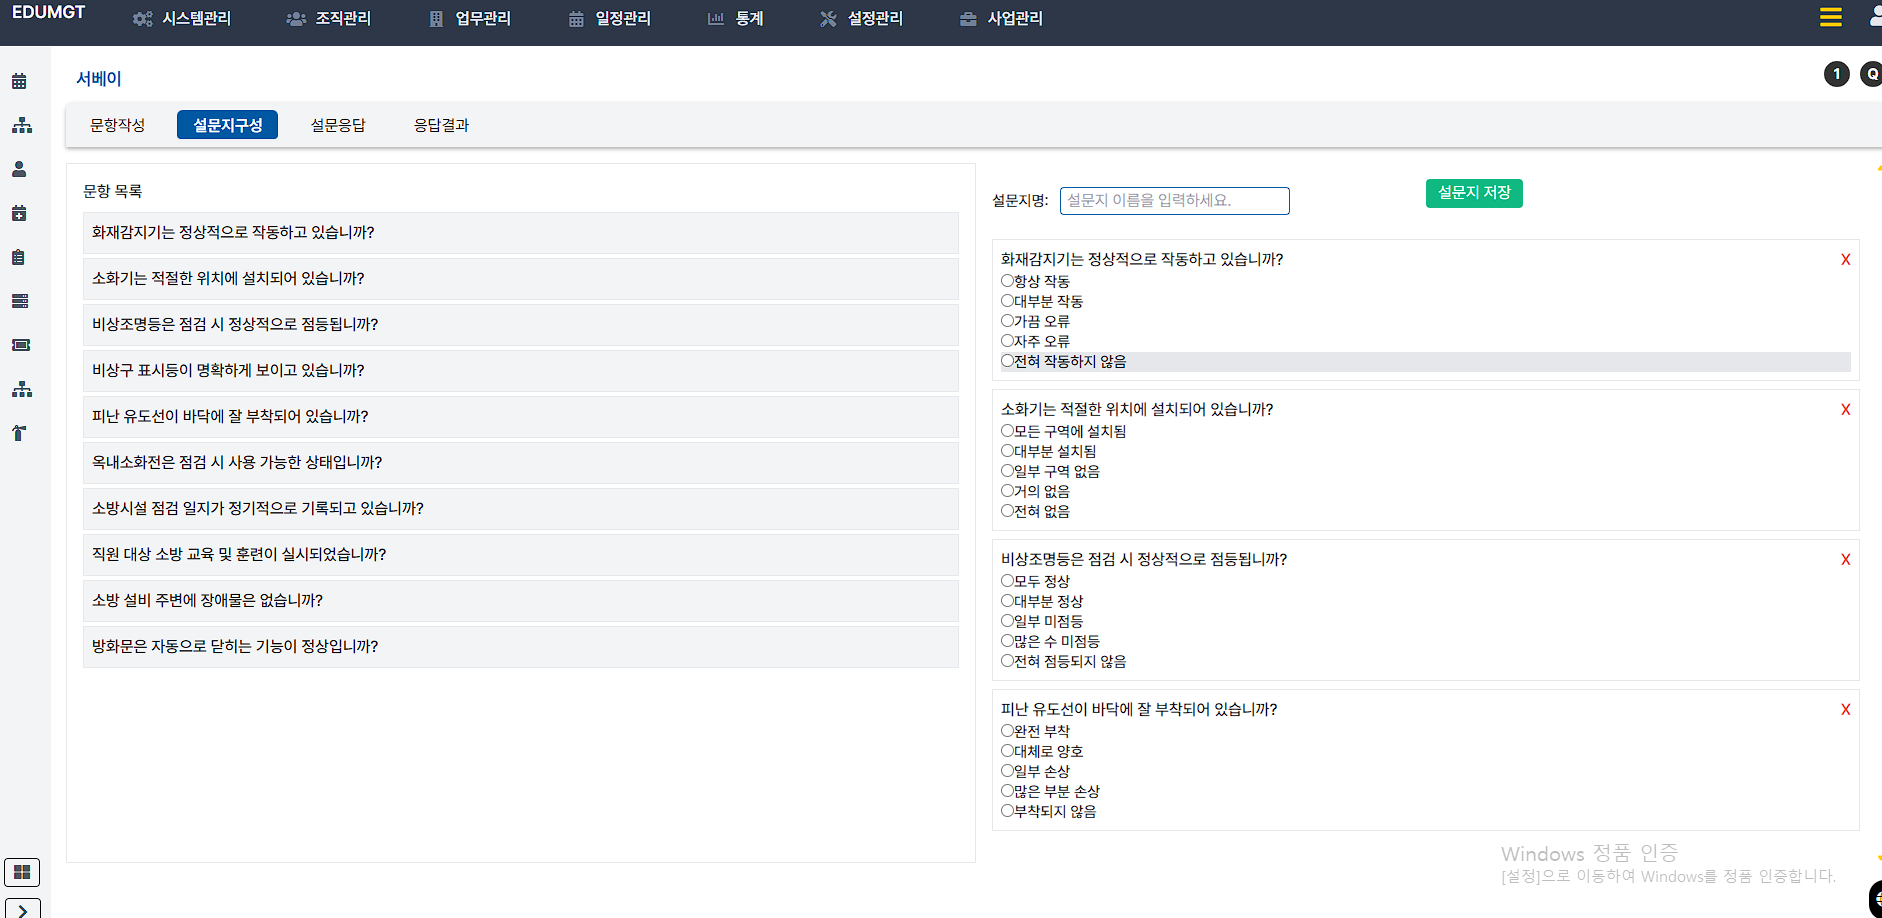 EDUMGT
시스템관리
조직관리
업무관리
일정관리
통계
설정관리
사업관리
서베이
1
Q
문항작성
설문지구성
설문응답
응답결과
문항 목록
화재감지기는 정상적으로 작동하고 있습니까?
소화기는 적절한 위치에 설치되어 있습니까?
비상조명등은 점검 시 정상적으로 점등됩니까?
비상구 표시등이 명확하게 보이고 있습니까?
피난 유도선이 바닥에 잘 부착되어 있습니까?
옥내소화전은 점검 시 사용 가능한 상태입니까?
소방시설 점검 일지가 정기적으로 기록되고 있습니까?
직원 대상 소방 교육 및 훈련이 실시되었습니까?
소방 설비 주변에 장애물은 없습니까?
방화문은 자동으로 닫히는 기능이 정상입니까?
설문지명:
설문지 이름을 입력하세요.
설문지 저장
화재감지기는 정상적으로 작동하고 있습니까?
X
항상 작동
대부분 작동
가끔 오류
자주 오류
전혀 작동하지 않음
소화기는 적절한 위치에 설치되어 있습니까?
X
모든 구역에 설치됨
대부분 설치됨
일부 구역 없음
거의 없음
전혀 없음
비상조명등은 점검 시 정상적으로 점등됩니까?
X
모두 정상
대부분 정상
일부 미점등
많은 수 미점등
전혀 점등되지 않음
피난 유도선이 바닥에 잘 부착되어 있습니까?
X
완전 부착
대체로 양호
일부 손상
많은 부분 손상
부착되지 않음
Windows 정품 인증
[설정]으로 이동하여 Windows를 정품 인증합니다.